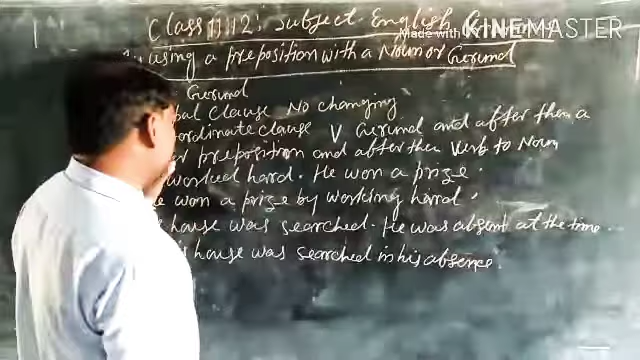 Class 11/12: Subject-English
Made with KINEMASTER
using a preposition with a Noun or Gerund
Gerund
Clause No changing
ordinate clause V Gerund and after them a
preposition and after then Verb to Noun
worked hard. He won a prize.
won a prize by working hard.
house was searched. He was absent at the time.
house was searched in his absence.